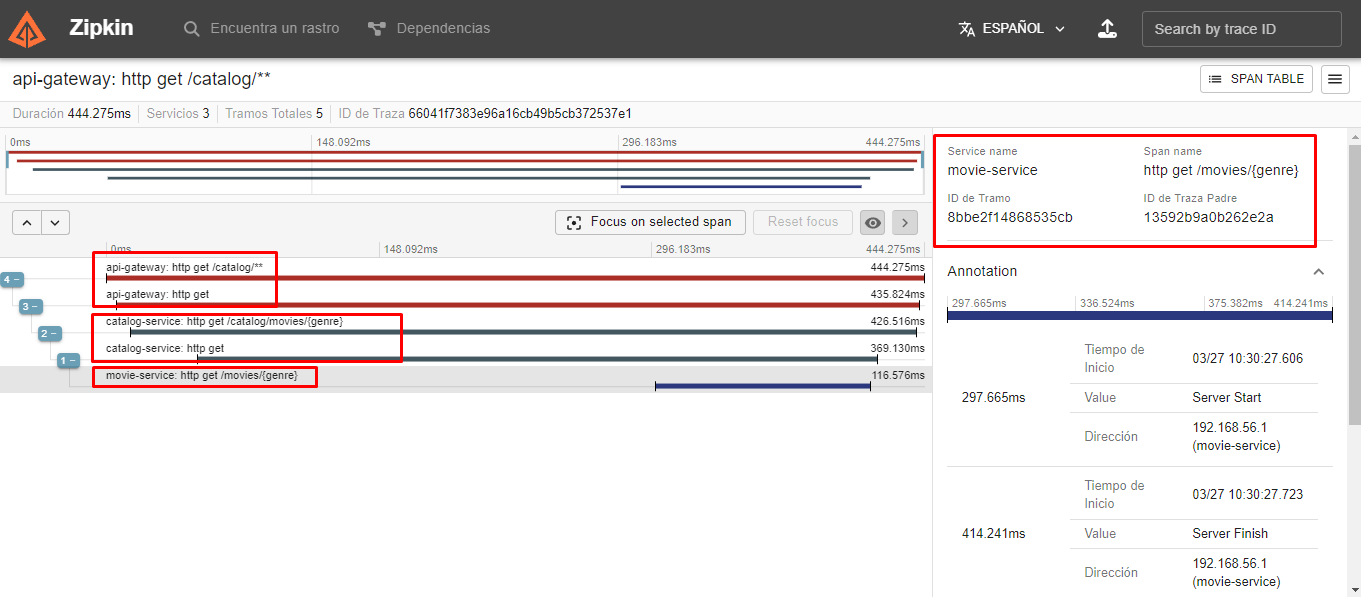 Zipkin
Encuentra un rastro
Dependencias
ESPAÑOL
Search by trace ID
api-gateway: http get /catalog/**
SPAN TABLE
Duración 444.275ms
Servicios 3
Tramos Totales 5
ID de Traza 66041f7383e96a16cb49b5cb372537e1
0ms
148.092ms
296.183ms
444.275ms
Focus on selected span
Reset focus
0ms
148.092ms
296.183ms
444.275ms
api-gateway: http get /catalog/**
444.275ms
4 −
api-gateway: http get
435.824ms
3 −
catalog-service: http get /catalog/movies/{genre}
426.516ms
2 −
catalog-service: http get
369.130ms
1 −
movie-service: http get /movies/{genre}
116.576ms
Service name
Span name
movie-service
http get /movies/{genre}
ID de Tramo
ID de Traza Padre
8bbe2f14868535cb
13592b9a0b262e2a
Annotation
297.665ms
336.524ms
375.382ms
414.241ms
297.665ms
Tiempo de
Inicio
03/27 10:30:27.606
Value
Server Start
Dirección
192.168.56.1
(movie-service)
414.241ms
Tiempo de
Inicio
03/27 10:30:27.723
Value
Server Finish
Dirección
192.168.56.1
(movie-service)